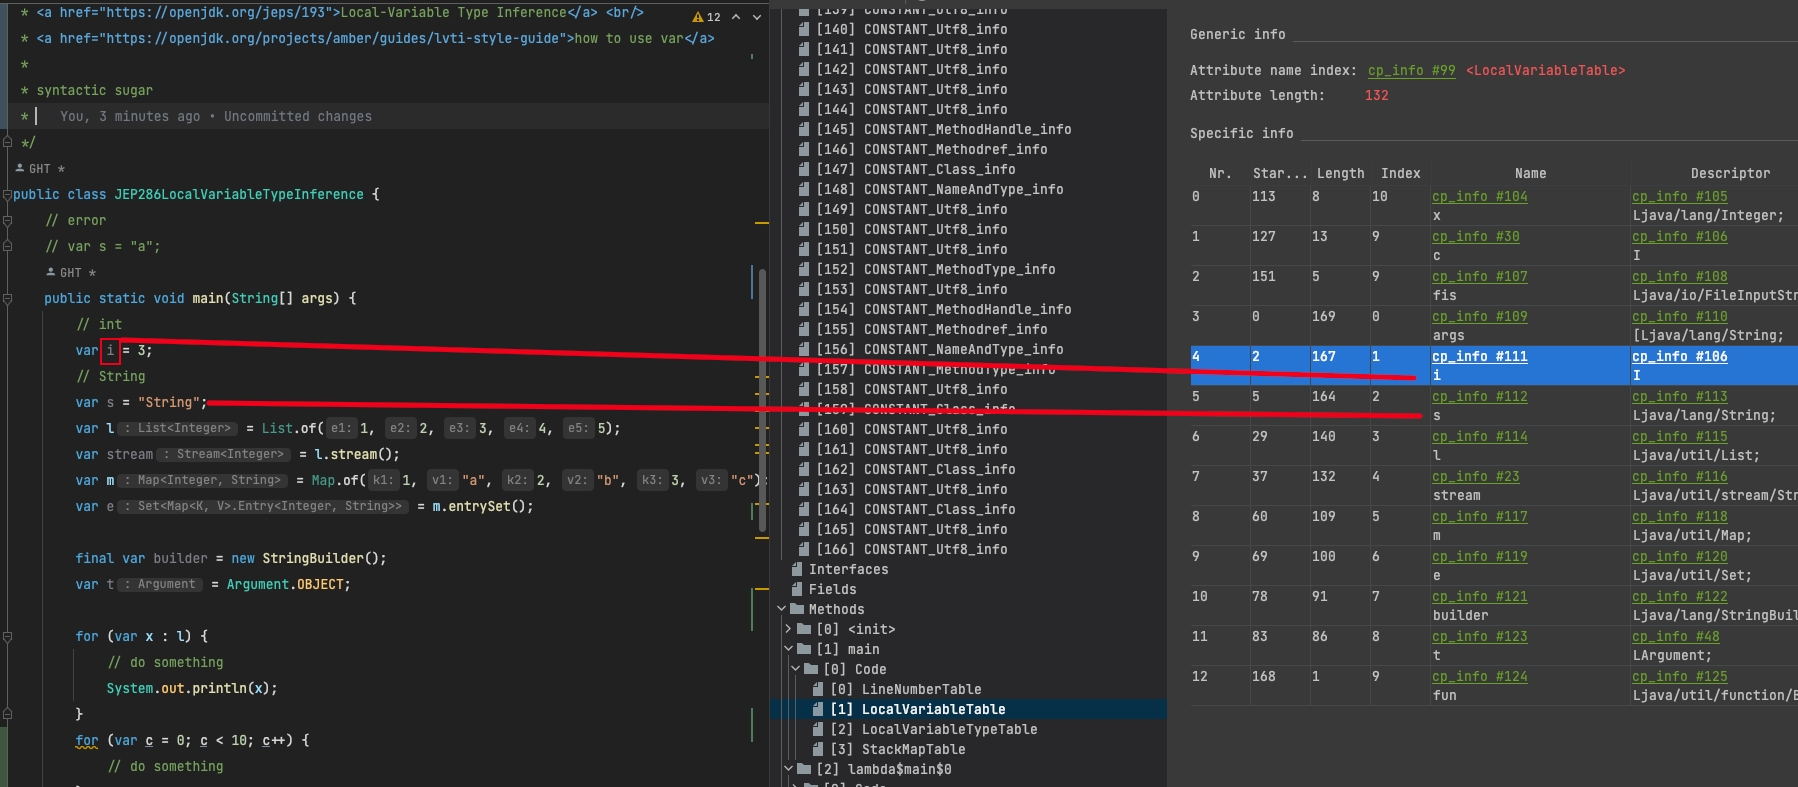 * <a href="https://openjdk.org/jeps/193">Local-Variable Type Inference</a> <br/>
12
* <a href="https://openjdk.org/projects/amber/guides/lvti-style-guide">how to use var</a>
*
* syntactic sugar
* You, 3 minutes ago • Uncommitted changes
*/
GHT *
public class JEP286LocalVariableTypeInference {
// error
// var s = "a";
GHT *
public static void main(String[] args) {
// int
var i = 3;
// String
var s = "String";
var l : List<Integer> = List.of( e1: 1, e2: 2, e3: 3, e4: 4, e5: 5);
var stream : Stream<Integer> = l.stream();
var m : Map<Integer, String> = Map.of( k1: 1, v1: "a", k2: 2, v2: "b", k3: 3, v3: "c");
var e : Set<Map<K, V>.Entry<Integer, String>> = m.entrySet();
final var builder = new StringBuilder();
var t : Argument = Argument.OBJECT;
for (var x : l) {
// do something
System.out.println(x);
}
for (var c = 0; c < 10; c++) {
// do something
[139] CONSTANT_Utf8_info
[140] CONSTANT_Utf8_info
[141] CONSTANT_Utf8_info
[142] CONSTANT_Utf8_info
[143] CONSTANT_Utf8_info
[144] CONSTANT_Utf8_info
[145] CONSTANT_MethodHandle_info
[146] CONSTANT_Methodref_info
[147] CONSTANT_Class_info
[148] CONSTANT_NameAndType_info
[149] CONSTANT_Utf8_info
[150] CONSTANT_Utf8_info
[151] CONSTANT_Utf8_info
[152] CONSTANT_MethodType_info
[153] CONSTANT_Utf8_info
[154] CONSTANT_MethodHandle_info
[155] CONSTANT_Methodref_info
[156] CONSTANT_NameAndType_info
[157] CONSTANT_MethodType_info
[158] CONSTANT_Utf8_info
[159] CONSTANT_Class_info
[160] CONSTANT_Utf8_info
[161] CONSTANT_Utf8_info
[162] CONSTANT_Class_info
[163] CONSTANT_Utf8_info
[164] CONSTANT_Class_info
[165] CONSTANT_Utf8_info
[166] CONSTANT_Utf8_info
Interfaces
Fields
Methods
[0] <init>
[1] main
[0] Code
[0] LineNumberTable
[1] LocalVariableTable
[2] LocalVariableTypeTable
[3] StackMapTable
[2] lambda$main$0
[0] Code
Generic info
Attribute name index: cp_info #99 <LocalVariableTable>
Attribute length: 132
Specific info
Nr. Star... Length Index Name Descriptor
0 113 8 10 cp_info #104 cp_info #105
x Ljava/lang/Integer;
1 127 13 9 cp_info #30 cp_info #106
c I
2 151 5 9 cp_info #107 cp_info #108
fis Ljava/io/FileInputStr
3 0 169 0 cp_info #109 cp_info #110
args [Ljava/lang/String;
4 2 167 1 cp_info #111 cp_info #106
i I
5 5 164 2 cp_info #112 cp_info #113
s Ljava/lang/String;
6 29 140 3 cp_info #114 cp_info #115
l Ljava/util/List;
7 37 132 4 cp_info #23 cp_info #116
stream Ljava/util/stream/Str
8 60 109 5 cp_info #117 cp_info #118
m Ljava/util/Map;
9 69 100 6 cp_info #119 cp_info #120
e Ljava/util/Set;
10 78 91 7 cp_info #121 cp_info #122
builder Ljava/lang/StringBuil
11 83 86 8 cp_info #123 cp_info #48
t LArgument;
12 168 1 9 cp_info #124 cp_info #125
fun Ljava/util/function/B